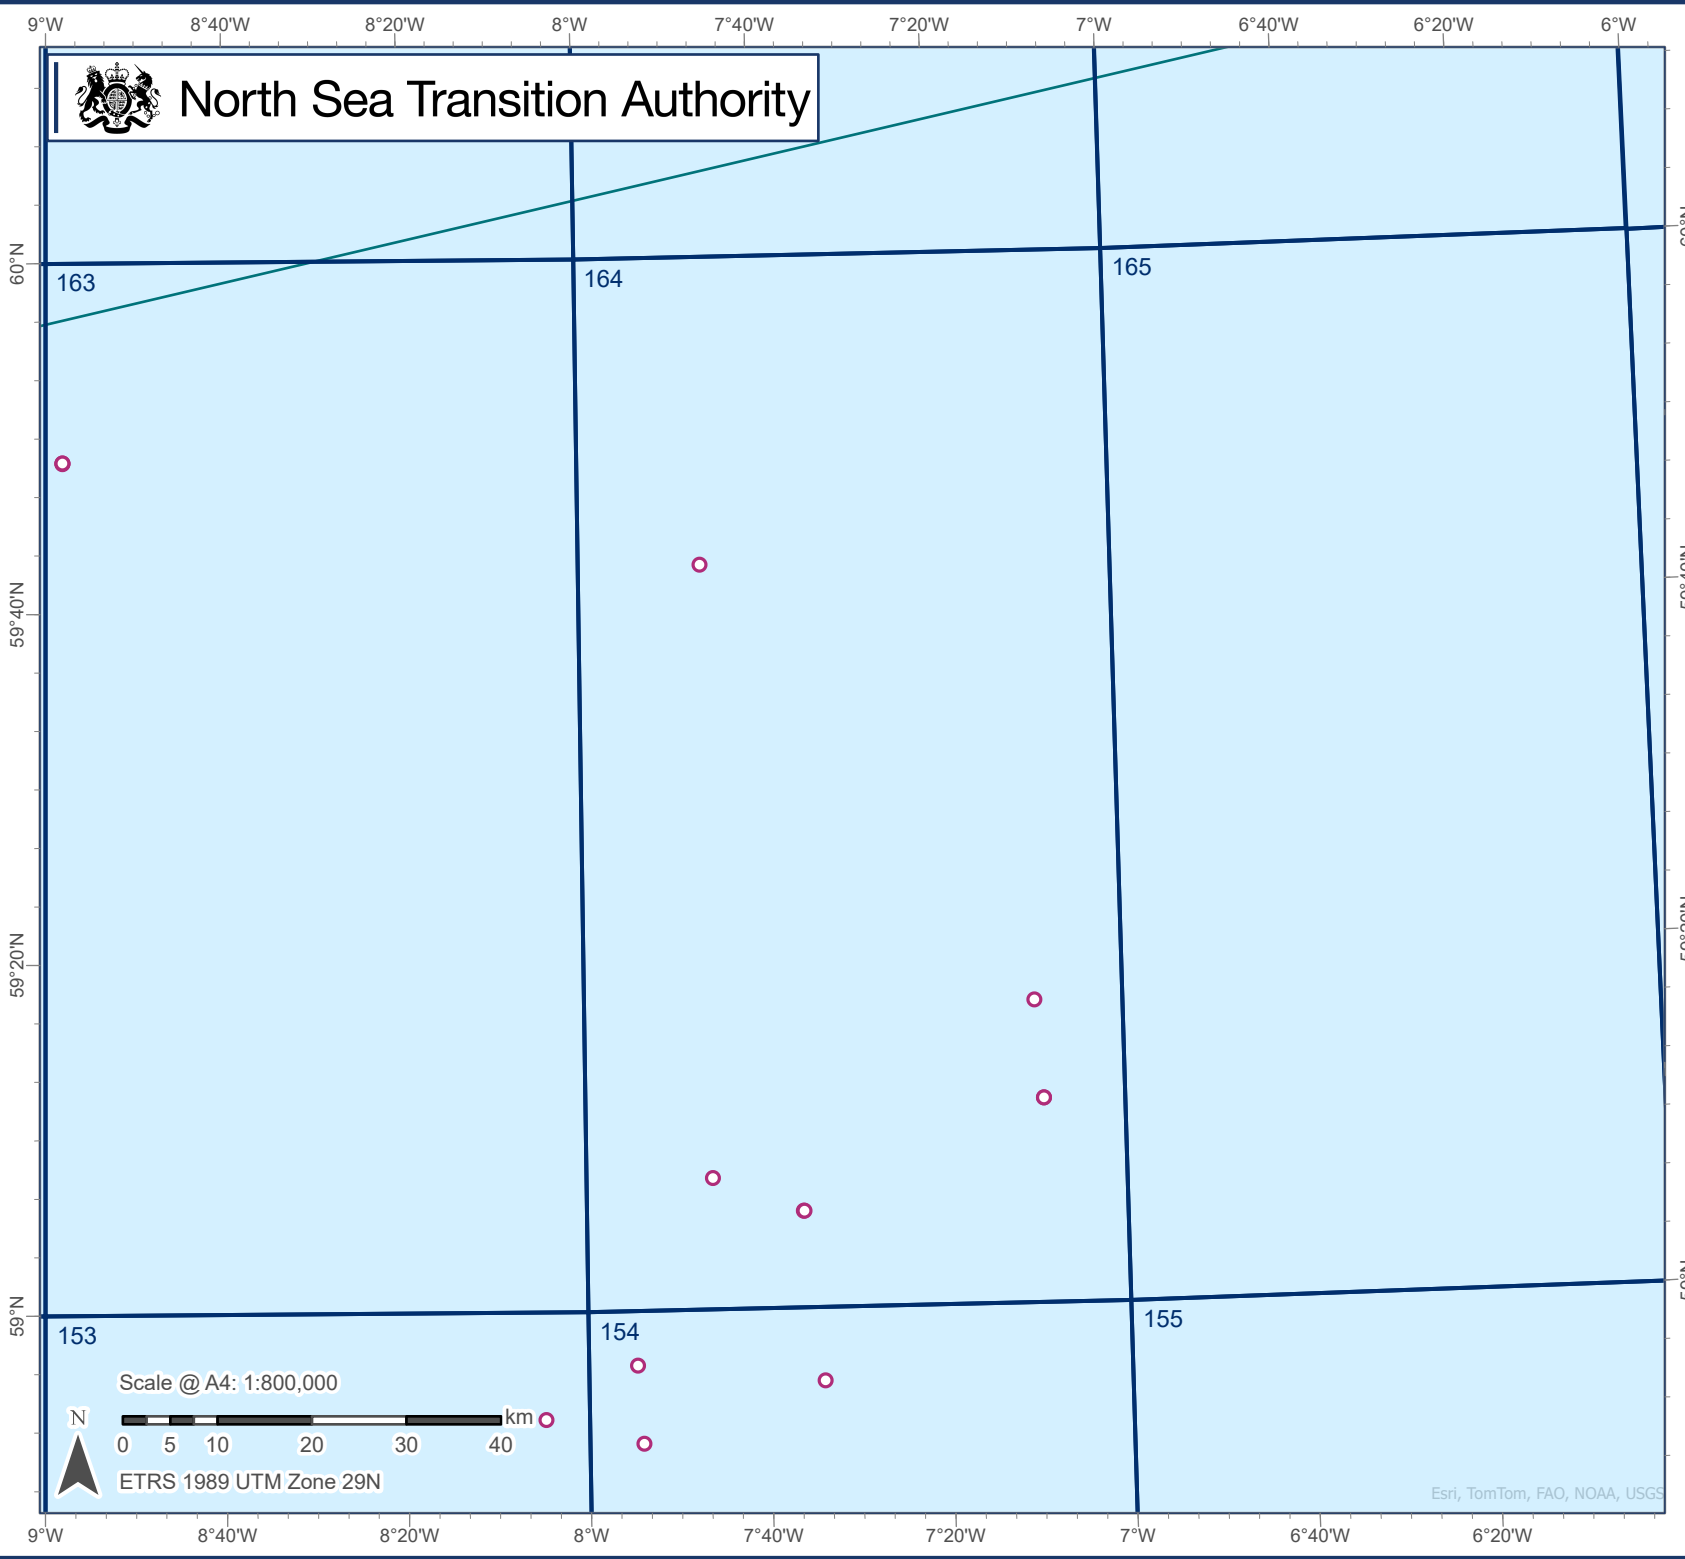 9°W 8°40'W 8°20'W 8°W 7°40'W 7°20'W 7°W 6°40'W 6°20'W 6°W
North Sea Transition Authority
60°N
163 164 165
59°40'N
59°20'N
59°N
153 154 155
Scale @ A4: 1:800,000
N
km
0 5 10 20 30 40
ETRS 1989 UTM Zone 29N
Esri, TomTom, FAO, NOAA, USGS
9°W 8°40'W 8°20'W 8°W 7°40'W 7°20'W 7°W 6°40'W 6°20'W